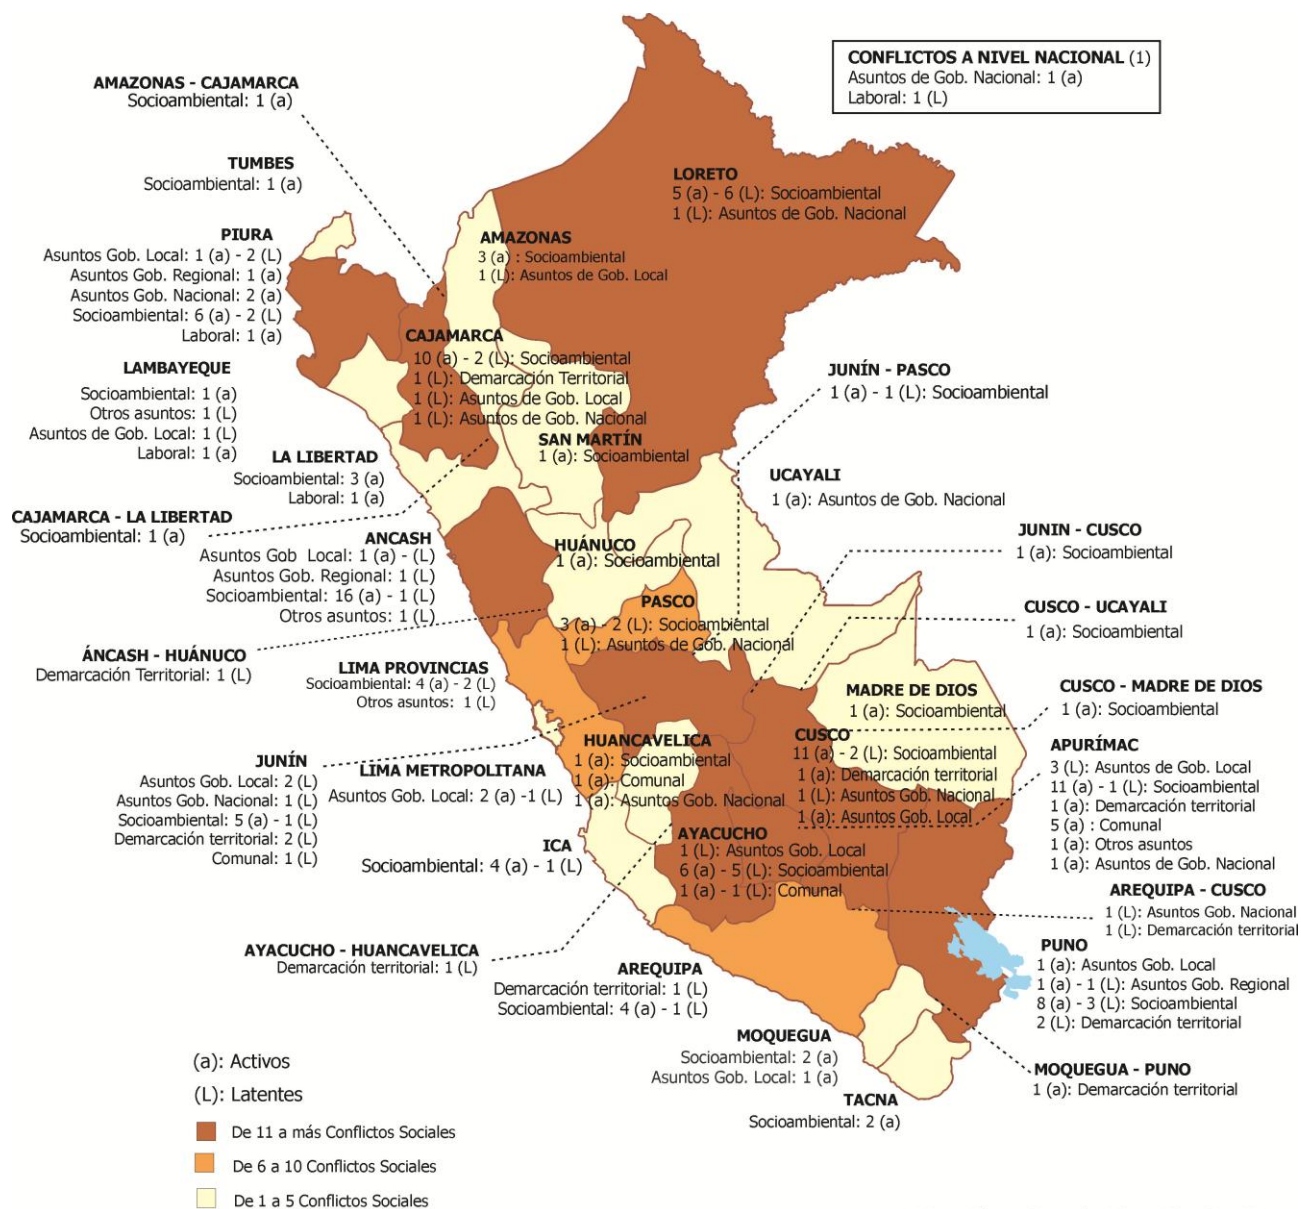 CONFLICTOS A NIVEL NACIONAL (1)
Asuntos de Gob. Nacional: 1 (a)
Laboral: 1 (L)
AMAZONAS - CAJAMARCA
Socioambiental: 1 (a)
TUMBES
Socioambiental: 1 (a)
LORETO
5 (a) - 6 (L): Socioambiental
1 (L): Asuntos de Gob. Nacional
PIURA
Asuntos Gob. Local: 1 (a) - 2 (L)
Asuntos Gob. Regional: 1 (a)
Asuntos Gob. Nacional: 2 (a)
Socioambiental: 6 (a) - 2 (L)
Laboral: 1 (a)
AMAZONAS
3 (a) : Socioambiental
1 (L): Asuntos de Gob. Local
CAJAMARCA
10 (a) - 2 (L): Socioambiental
1 (L): Demarcación Territorial
1 (L): Asuntos de Gob. Local
1 (L): Asuntos de Gob. Nacional
LAMBAYEQUE
Socioambiental: 1 (a)
Otros asuntos: 1 (L)
Asuntos de Gob. Local: 1 (L)
Laboral: 1 (a)
JUNÍN - PASCO
1 (a) - 1 (L): Socioambiental
SAN MARTÍN
1 (a): Socioambiental
LA LIBERTAD
Socioambiental: 3 (a)
Laboral: 1 (a)
UCAYALI
1 (a): Asuntos de Gob. Nacional
CAJAMARCA - LA LIBERTAD
Socioambiental: 1 (a)
ANCASH
Asuntos Gob Local: 1 (a) - (L)
Asuntos Gob. Regional: 1 (L)
Socioambiental: 16 (a) - 1 (L)
Otros asuntos: 1 (L)
HUÁNUCO
1 (a): Socioambiental
JUNIN - CUSCO
1 (a): Socioambiental
PASCO
3 (a) - 2 (L): Socioambiental
1 (L): Asuntos de Gob. Nacional
CUSCO - UCAYALI
1 (a): Socioambiental
ÁNCASH - HUÁNUCO
Demarcación Territorial: 1 (L)
LIMA PROVINCIAS
Socioambiental: 4 (a) - 2 (L)
Otros asuntos: 1 (L)
MADRE DE DIOS
1 (a): Socioambiental
CUSCO - MADRE DE DIOS
1 (a): Socioambiental
JUNÍN
Asuntos Gob. Local: 2 (L)
Asuntos Gob. Nacional: 1 (L)
Socioambiental: 5 (a) - 1 (L)
Demarcación territorial: 2 (L)
Comunal: 1 (L)
LIMA METROPOLITANA
Asuntos Gob. Local: 2 (a) -1 (L)
HUANCAVELICA
1 (a): Socioambiental
1 (a): Comunal
1 (a): Asuntos Gob. Nacional
CUSCO
11 (a) - 2 (L): Socioambiental
1 (a): Demarcación territorial
1 (L): Asuntos Gob. Nacional
1 (a): Asuntos Gob. Local
APURÍMAC
3 (L): Asuntos de Gob. Local
11 (a) - 1 (L): Socioambiental
1 (a): Demarcación territorial
5 (a) : Comunal
1 (a): Otros asuntos
1 (a): Asuntos de Gob. Nacional
ICA
Socioambiental: 4 (a) - 1 (L)
AYACUCHO
1 (L): Asuntos Gob. Local
6 (a) - 5 (L): Socioambiental
1 (a) - 1 (L): Comunal
AREQUIPA - CUSCO
1 (L): Asuntos Gob. Nacional
1 (L): Demarcación territorial
AYACUCHO - HUANCAVELICA
Demarcación territorial: 1 (L)
AREQUIPA
Demarcación territorial: 1 (L)
Socioambiental: 4 (a) - 1 (L)
PUNO
1 (a): Asuntos Gob. Local
1 (a) - 1 (L): Asuntos Gob. Regional
8 (a) - 3 (L): Socioambiental
2 (L): Demarcación territorial
MOQUEGUA
Socioambiental: 2 (a)
Asuntos Gob. Local: 1 (a)
MOQUEGUA - PUNO
1 (a): Demarcación territorial
TACNA
Socioambiental: 2 (a)
(a): Activos
(L): Latentes
De 11 a más Conflictos Sociales
De 6 a 10 Conflictos Sociales
De 1 a 5 Conflictos Sociales